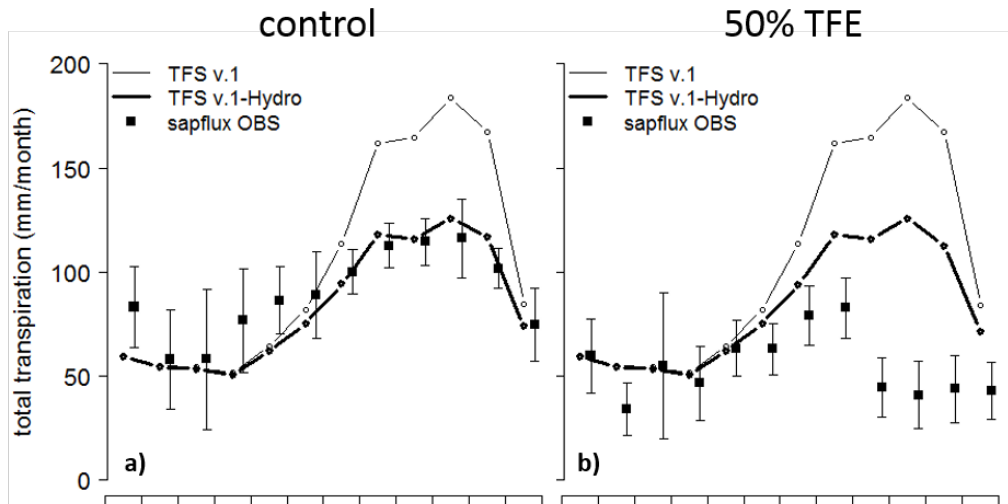 control
50% TFE
total transpiration (mm/month)
200
150
100
50
0
TFS v.1
TFS v.1-Hydro
sapflux OBS
a)
TFS v.1
TFS v.1-Hydro
sapflux OBS
b)